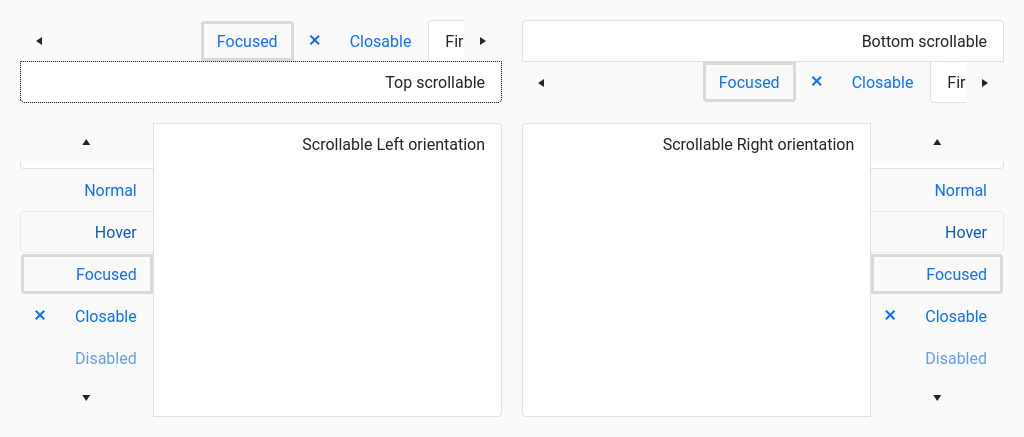 Focused
Closable
Fir
Top scrollable
Bottom scrollable
Focused
Closable
Fir
Scrollable Left orientation
Normal
Hover
Focused
Closable
Disabled
Scrollable Right orientation
Normal
Hover
Focused
Closable
Disabled